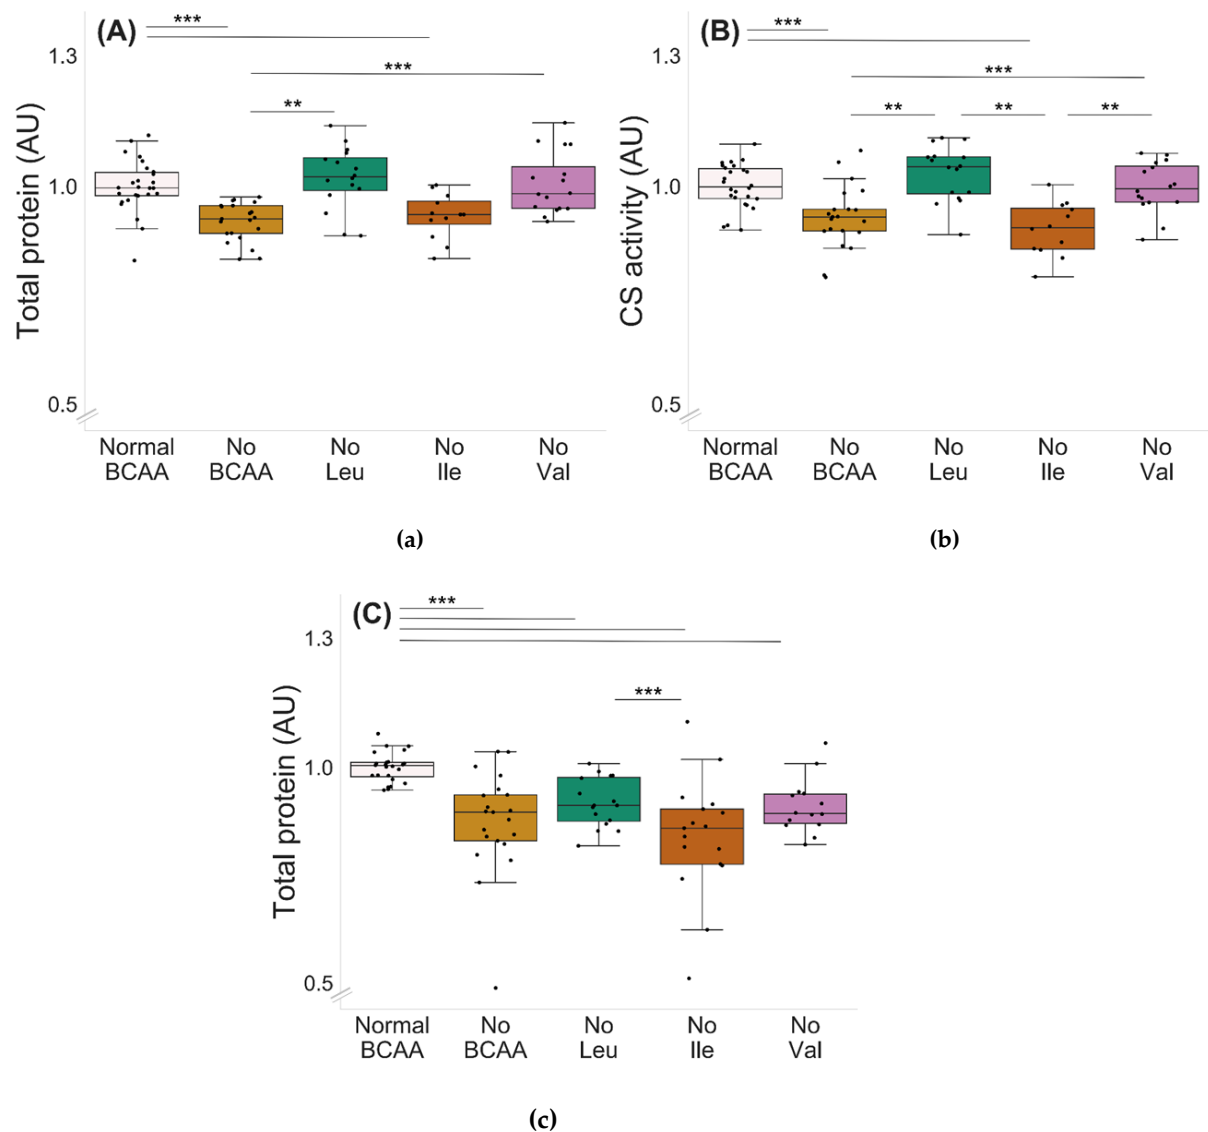 (A)
***
1.3
***
**
Total protein (AU)
1.0
0.5
Normal BCAA
No BCAA
No Leu
No Ile
No Val
(a)
(B)
***
1.3
***
**
**
**
CS activity (AU)
1.0
0.5
Normal BCAA
No BCAA
No Leu
No Ile
No Val
(b)
(C)
***
1.3
***
Total protein (AU)
1.0
0.5
Normal BCAA
No BCAA
No Leu
No Ile
No Val
(c)